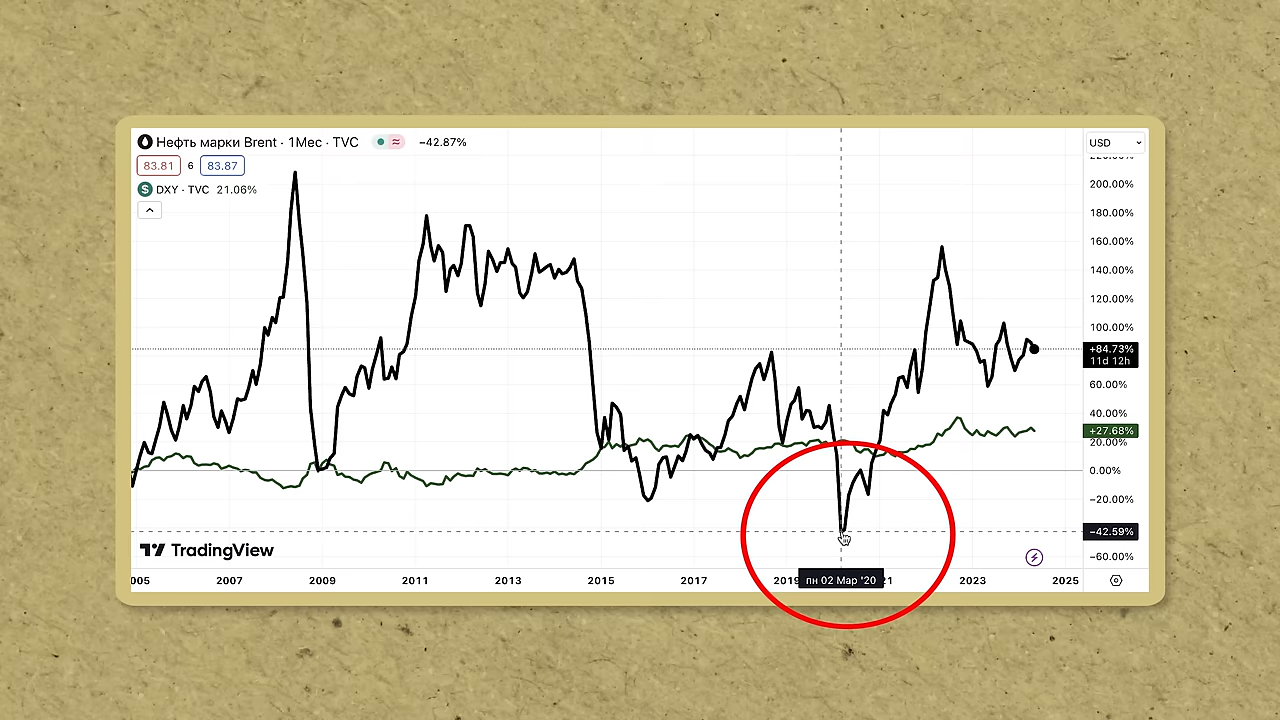 Нефть марки Brent · 1Мес · TVC ≈ −42.87%
83.81 6 83.87
S DXY · TVC 21.06%
USD
200.00%
180.00%
160.00%
140.00%
120.00%
100.00%
+84.73%
11d 12h
60.00%
40.00%
+27.68%
20.00%
0.00%
−20.00%
−42.59%
−60.00%
TradingView
005 2007 2009 2011 2013 2015 2017 2019 пн 02 Мар '20 21 2023 2025